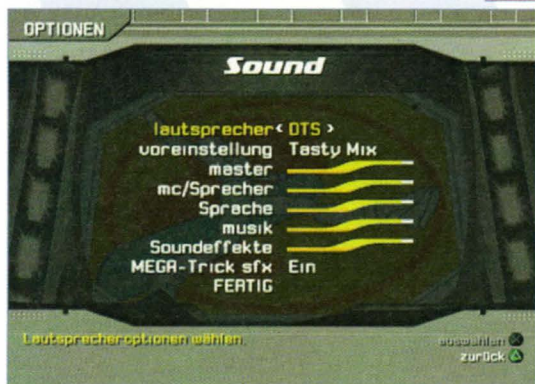 OPTIONEN
Sound
lautsprecher ‹ DTS ›
voreinstellung Tasty Mix
master
mc/Sprecher
Sprache
musik
Soundeffekte
MEGA-Trick sfx Ein
FERTIG
Lautsprecheroptionen wählen.
auswählen
zurück